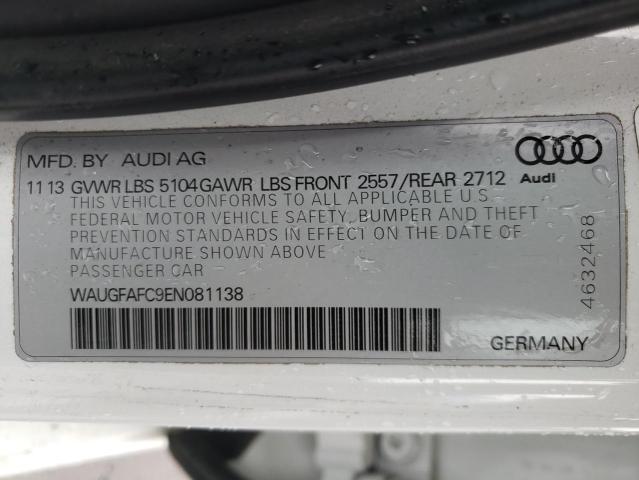 MFD. BY AUDI AG
11 13 GVWR LBS 5104 GAWR LBS FRONT 2557/REAR 2712
Audi
THIS VEHICLE CONFORMS TO ALL APPLICABLE U.S.
FEDERAL MOTOR VEHICLE SAFETY, BUMPER AND THEFT
PREVENTION STANDARDS IN EFFECT ON THE DATE OF
MANUFACTURE SHOWN ABOVE
PASSENGER CAR
WAUGFAFC9EN081138
GERMANY
4632468